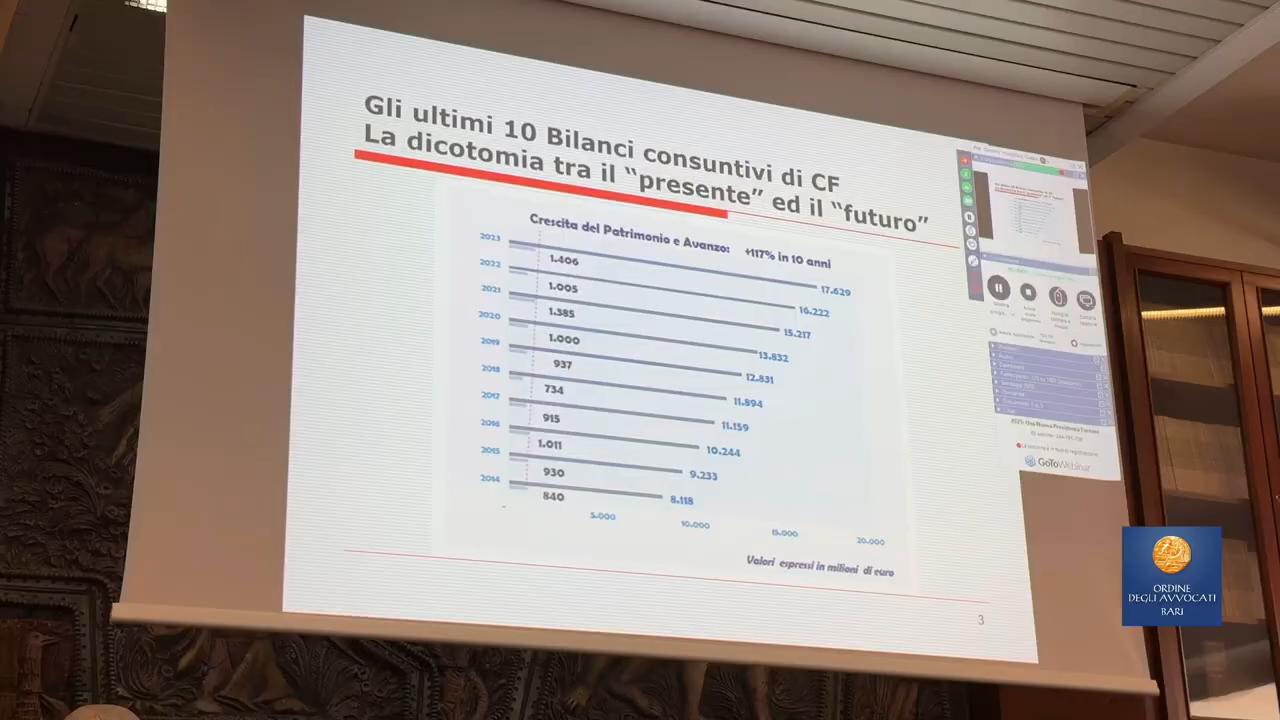 Gli ultimi 10 Bilanci consuntivi di CF
La dicotomia tra il “presente” ed il “futuro”
Crescita del Patrimonio e Avanzo: +117% in 10 anni
2023 17.629
1.406
2022 16.222
1.005
2021 15.217
1.385
2020 13.832
1.000
2019 12.831
937
2018 11.894
734
2017 11.159
915
2016 10.244
1.011
2015 9.233
930
2014 8.118
840
- 5.000 10.000 15.000 20.000
Valori espressi in milioni di euro
3
GoToWebinar
ORDINE
DEGLI AVVOCATI
BARI